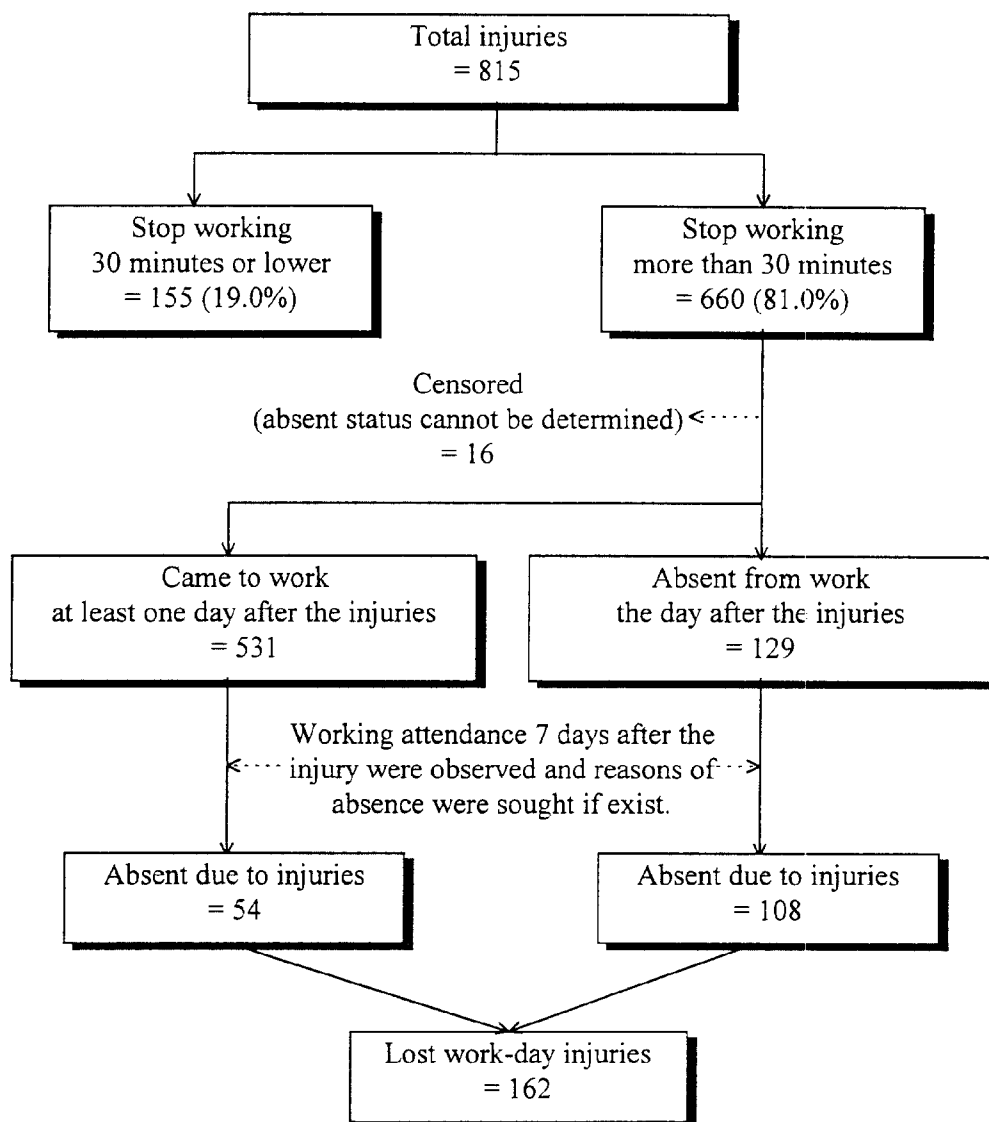 Total injuries
= 815
Stop working
30 minutes or lower
= 155 (19.0%)
Stop working
more than 30 minutes
= 660 (81.0%)
Censored
(absent status cannot be determined)
= 16
Came to work
at least one day after the injuries
= 531
Absent from work
the day after the injuries
= 129
Working attendance 7 days after the
injury were observed and reasons of
absence were sought if exist.
Absent due to injuries
= 54
Absent due to injuries
= 108
Lost work-day injuries
= 162